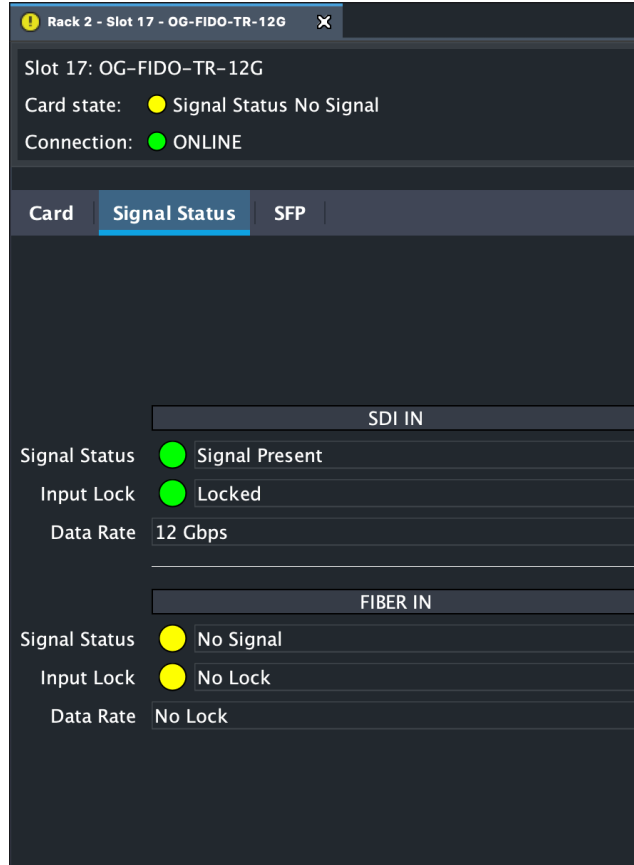 Rack 2 - Slot 17 - OG-FIDO-TR-12G
Slot 17: OG-FIDO-TR-12G
Card state: Signal Status No Signal
Connection: ONLINE
Card Signal Status SFP
SDI IN
Signal Status Signal Present
Input Lock Locked
Data Rate 12 Gbps
FIBER IN
Signal Status No Signal
Input Lock No Lock
Data Rate No Lock